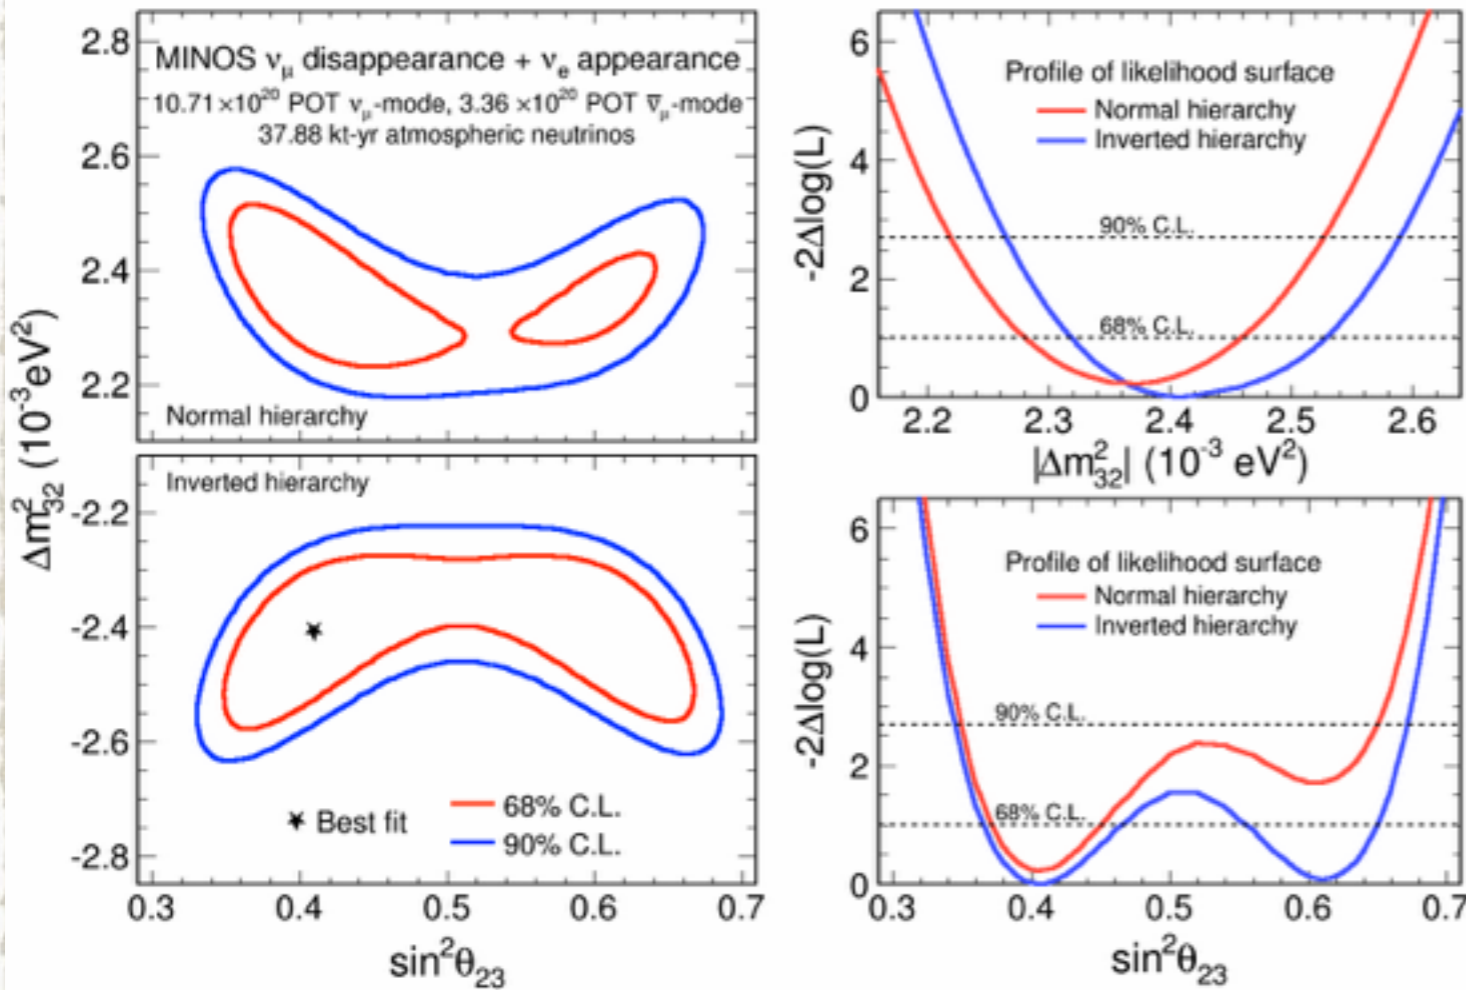 MINOS νμ disappearance + νe appearance
10.71×10²⁰ POT νμ-mode, 3.36 ×10²⁰ POT ν̅μ-mode
37.88 kt-yr atmospheric neutrinos
2.8
2.6
2.4
2.2
Normal hierarchy
Δm²₃₂ (10⁻³eV²)
Inverted hierarchy
-2.2
-2.4
-2.6
-2.8
Best fit
68% C.L.
90% C.L.
0.3 0.4 0.5 0.6 0.7
sin²θ₂₃
6
4
2
0
-2Δlog(L)
Profile of likelihood surface
Normal hierarchy
Inverted hierarchy
90% C.L.
68% C.L.
2.2 2.3 2.4 2.5 2.6
|Δm²₃₂| (10⁻³ eV²)
6
4
2
0
-2Δlog(L)
Profile of likelihood surface
Normal hierarchy
Inverted hierarchy
90% C.L.
68% C.L.
0.3 0.4 0.5 0.6 0.7
sin²θ₂₃